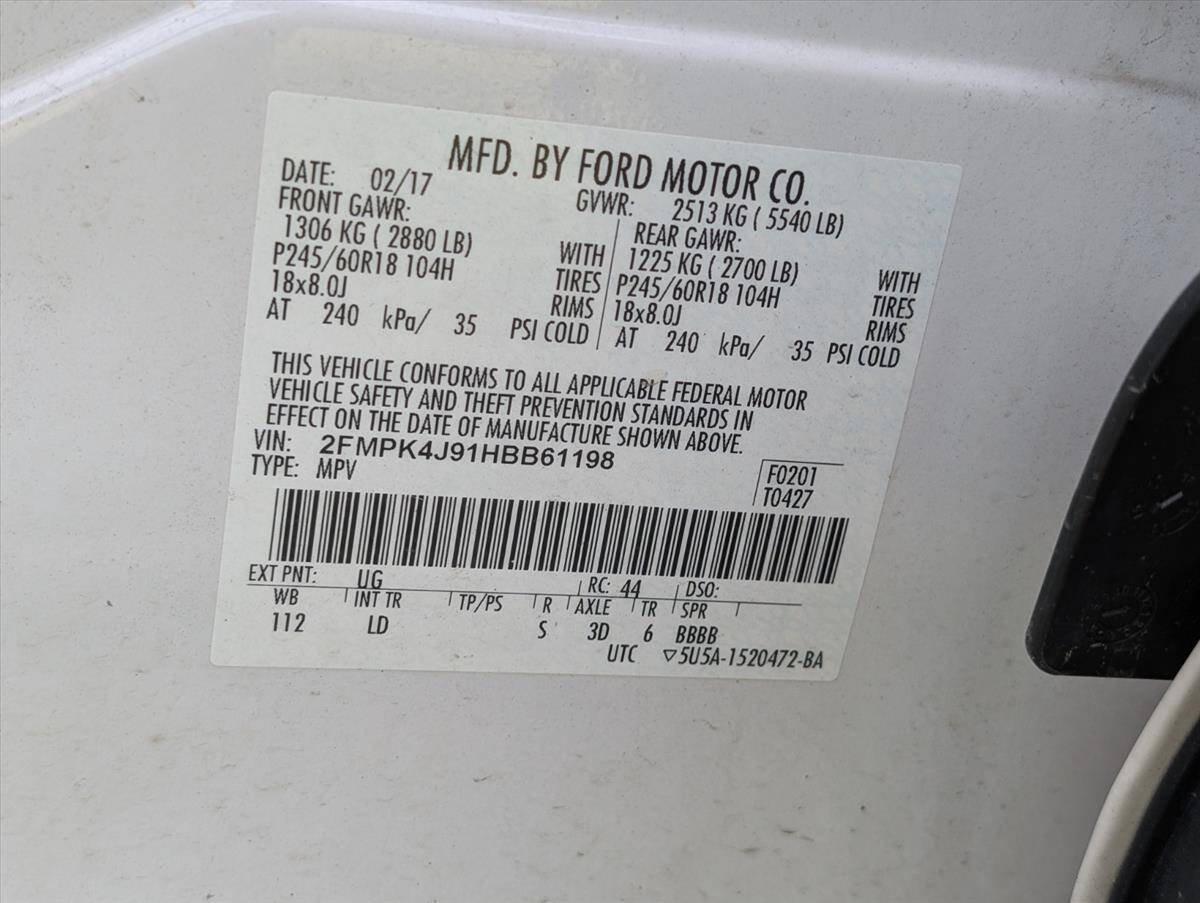 MFD. BY FORD MOTOR CO.
DATE: 02/17 GVWR: 2513 KG ( 5540 LB)
FRONT GAWR: REAR GAWR:
1306 KG ( 2880 LB) WITH 1225 KG ( 2700 LB) WITH
P245/60R18 104H TIRES P245/60R18 104H TIRES
18x8.0J RIMS 18x8.0J RIMS
AT 240 kPa/ 35 PSI COLD AT 240 kPa/ 35 PSI COLD
THIS VEHICLE CONFORMS TO ALL APPLICABLE FEDERAL MOTOR
VEHICLE SAFETY AND THEFT PREVENTION STANDARDS IN
EFFECT ON THE DATE OF MANUFACTURE SHOWN ABOVE.
VIN: 2FMPK4J91HBB61198
TYPE: MPV
F0201
T0427
EXT PNT: UG RC: 44 DSO:
WB INT TR TP/PS R AXLE TR SPR
112 LD S 3D 6 BBBB
UTC ▽5U5A-1520472-BA